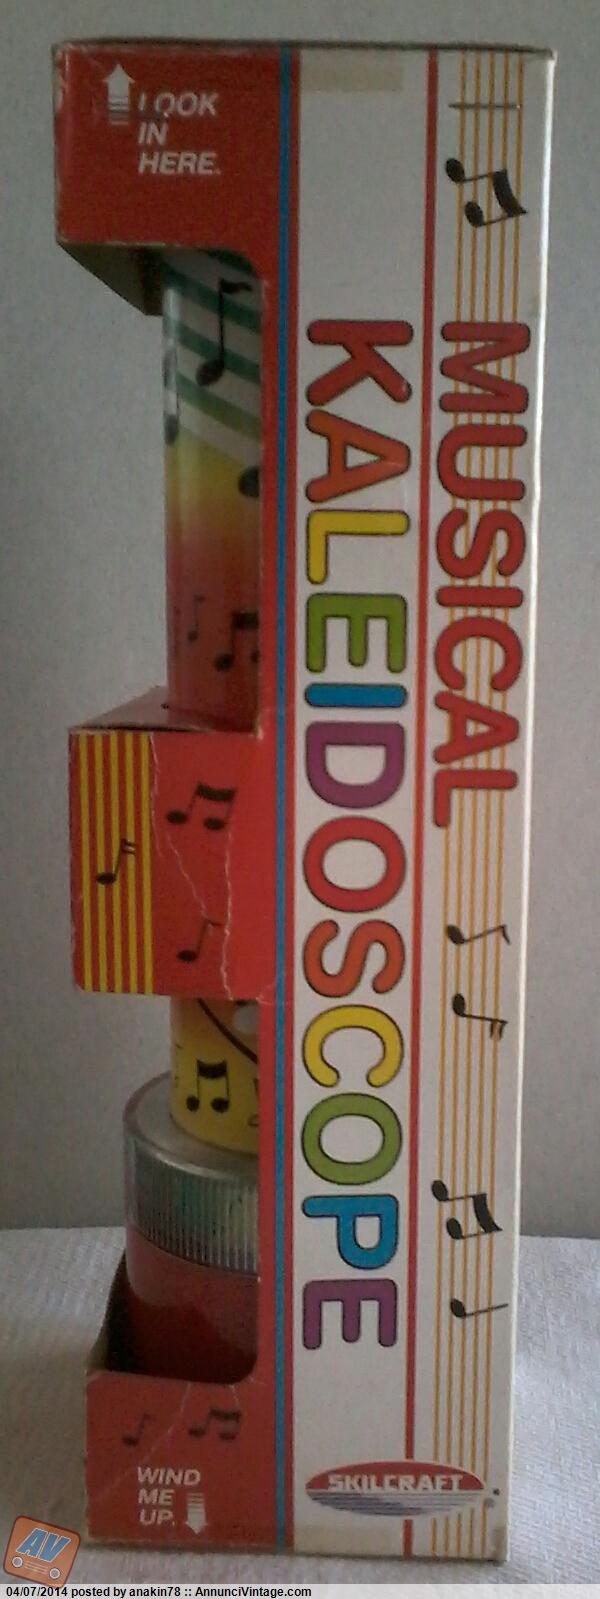 LOOK
IN
HERE.
MUSICAL
KALEIDOSCOPE
WIND
ME
UP.
SKILCRAFT
AV
04/07/2014 posted by anakin78 :: AnnunciVintage.com